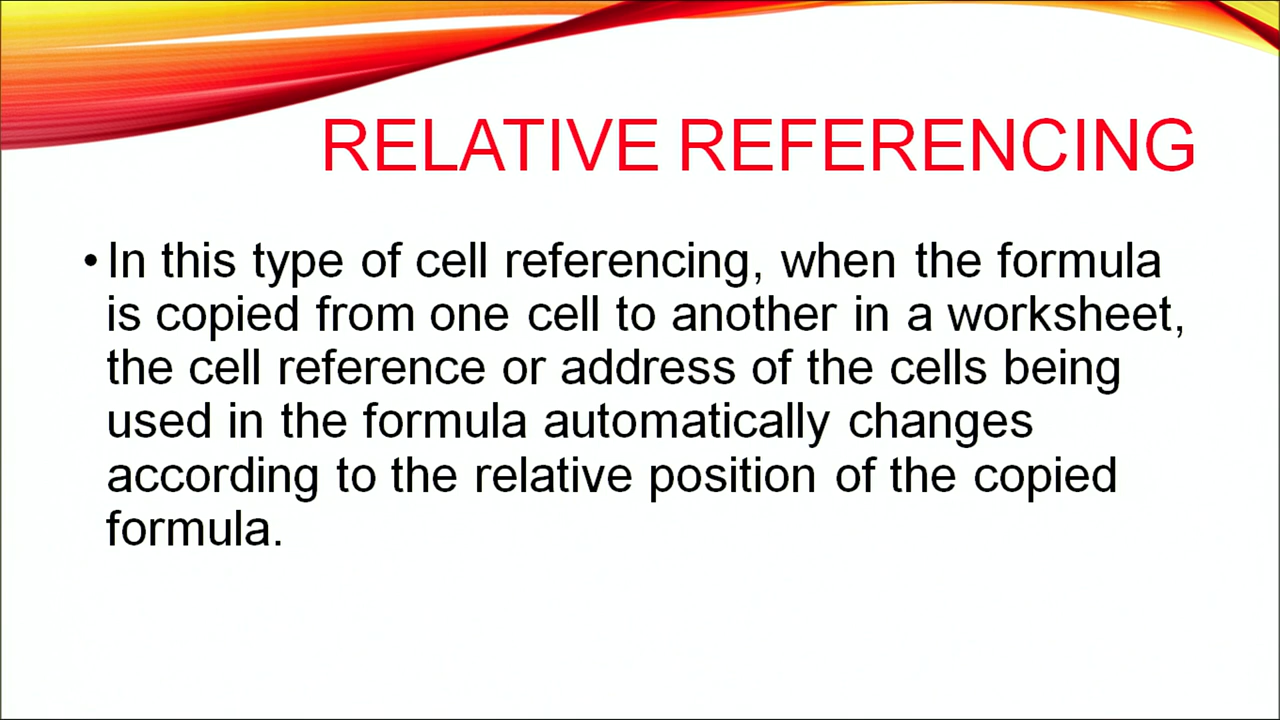 RELATIVE REFERENCING
• In this type of cell referencing, when the formula
is copied from one cell to another in a worksheet,
the cell reference or address of the cells being
used in the formula automatically changes
according to the relative position of the copied
formula.